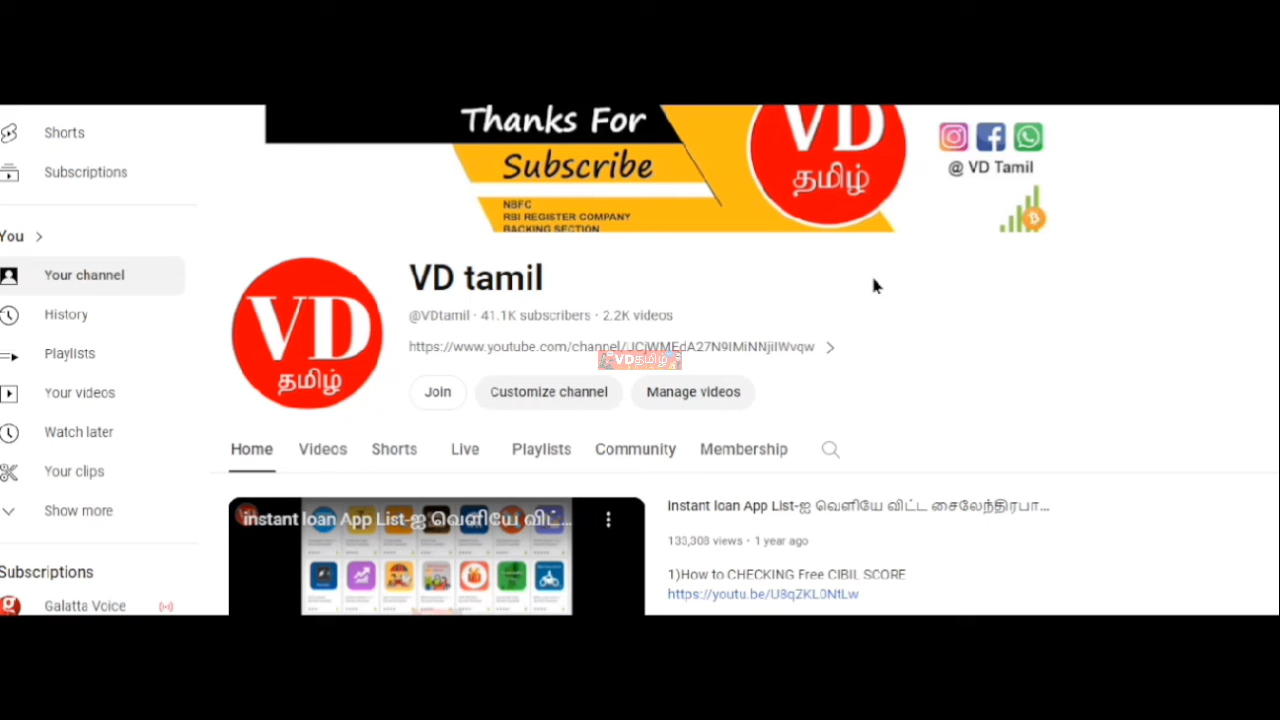 Thanks For
Subscribe
NBFC
RBI REGISTER COMPANY
BACKING SECTION
VD
தமிழ்
@ VD Tamil
Shorts
Subscriptions
You
Your channel
History
Playlists
Your videos
Watch later
Your clips
Show more
Subscriptions
Galatta Voice
VD
தமிழ்
VD tamil
@VDtamil · 41.1K subscribers · 2.2K videos
https://www.youtube.com/channel/
VDதமிழ்
Join
Customize channel
Manage videos
Home
Videos
Shorts
Live
Playlists
Community
Membership
instant loan App List-ஐ வெளியே விட்...
Instant loan App List-ஐ வெளியே விட்ட சைலேந்திரபா...
133,308 views · 1 year ago
1)How to CHECKING Free CIBIL SCORE
https://youtu.be/U8qZKL0NtLw